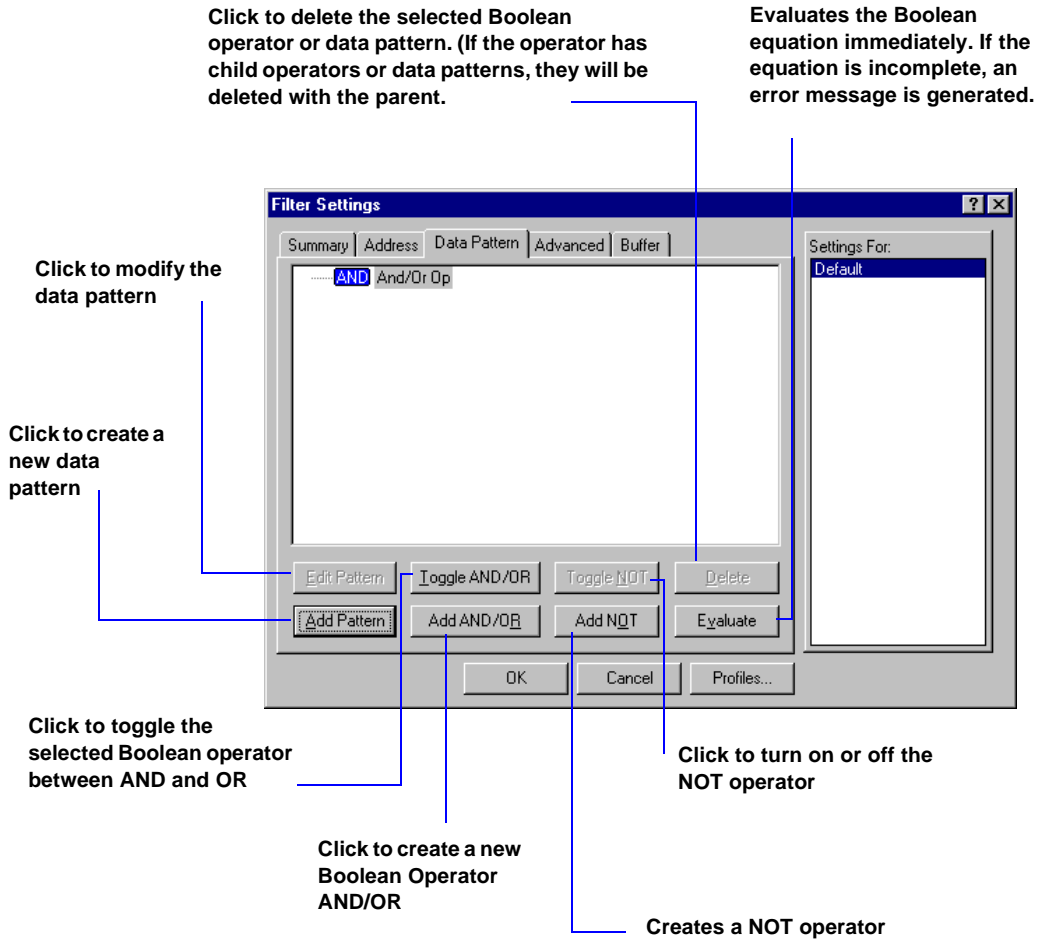 Click to delete the selected Boolean
operator or data pattern. (If the operator has
child operators or data patterns, they will be
deleted with the parent.
Evaluates the Boolean
equation immediately. If the
equation is incomplete, an
error message is generated.
Filter Settings
Summary Address Data Pattern Advanced Buffer
Settings For:
Default
AND And/Or Op
Click to modify the
data pattern
Click to create a
new data
pattern
Edit Pattern Toggle AND/OR Toggle NOT Delete
Add Pattern Add AND/OR Add NOT Evaluate
OK Cancel Profiles...
Click to toggle the
selected Boolean operator
between AND and OR
Click to turn on or off the
NOT operator
Click to create a new
Boolean Operator
AND/OR
Creates a NOT operator